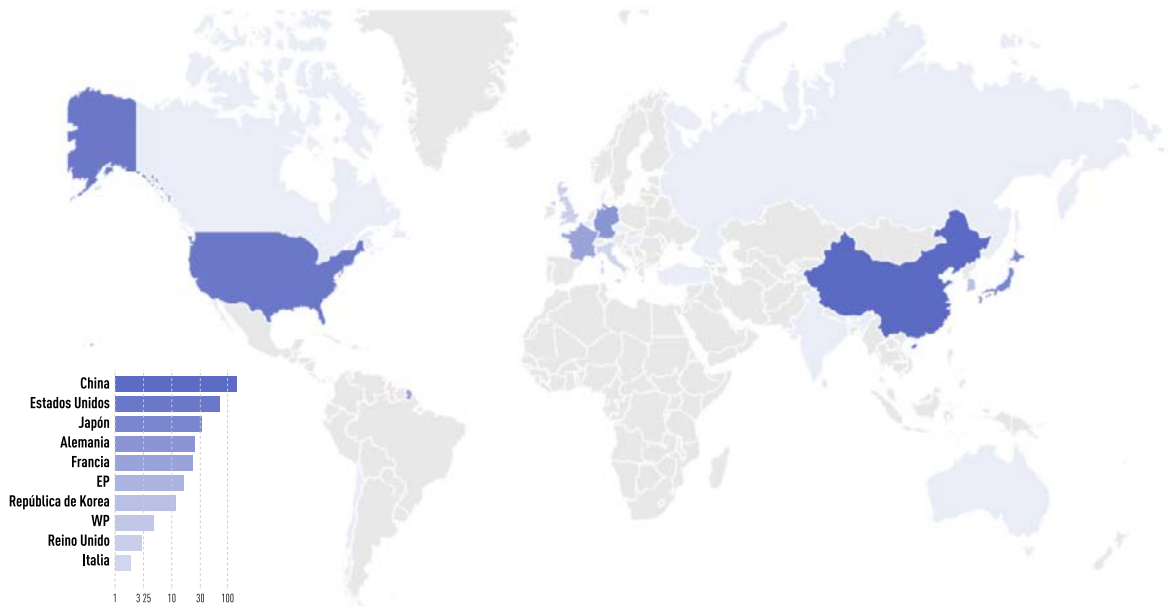 China
Estados Unidos
Japón
Alemania
Francia
EP
República de Korea
WP
Reino Unido
Italia
1 3 25 10 30 100